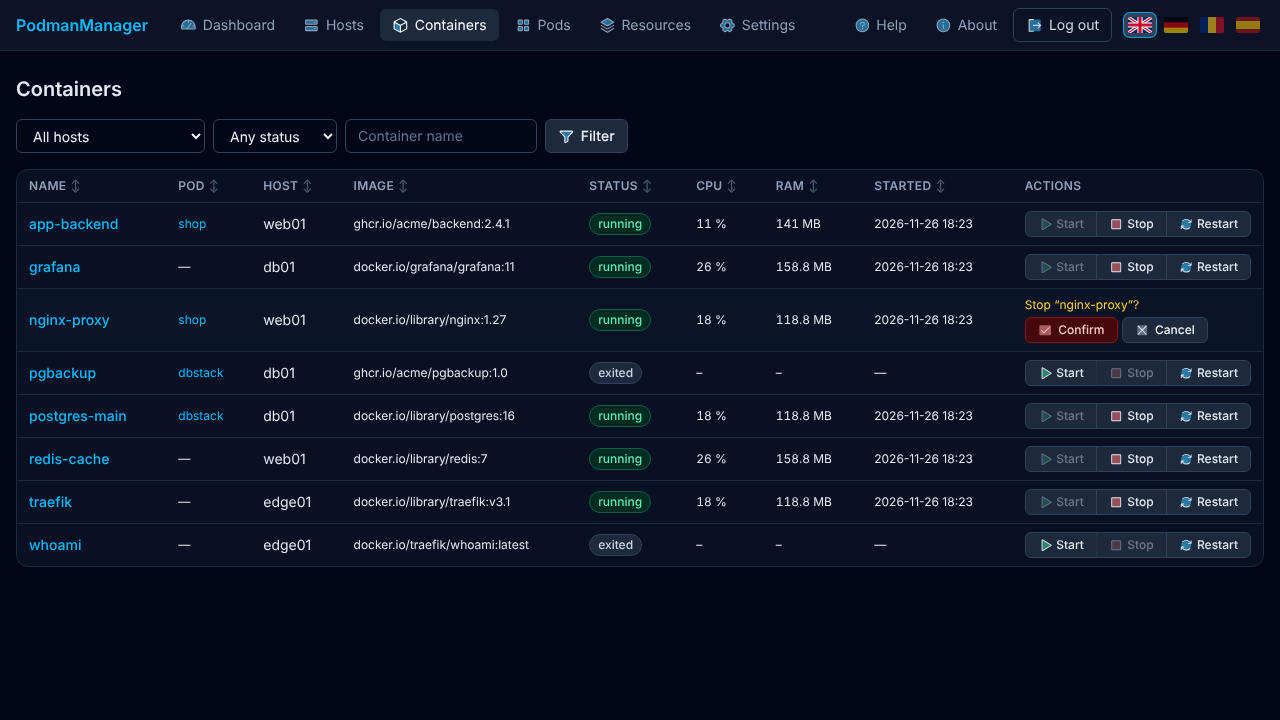 PodmanManager Dashboard Hosts Containers Pods Resources Settings Help About Log out
Containers
All hosts Any status Container name Filter
NAME POD HOST IMAGE STATUS CPU RAM STARTED ACTIONS
app-backend shop web01 ghcr.io/acme/backend:2.4.1 running 11 % 141 MB 2026-11-26 18:23 Start Stop Restart
grafana — db01 docker.io/grafana/grafana:11 running 26 % 158.8 MB 2026-11-26 18:23 Start Stop Restart
Stop “nginx-proxy”?
nginx-proxy shop web01 docker.io/library/nginx:1.27 running 18 % 118.8 MB 2026-11-26 18:23 Confirm Cancel
pgbackup dbstack db01 ghcr.io/acme/pgbackup:1.0 exited – – — Start Stop Restart
postgres-main dbstack db01 docker.io/library/postgres:16 running 18 % 118.8 MB 2026-11-26 18:23 Start Stop Restart
redis-cache — web01 docker.io/library/redis:7 running 26 % 158.8 MB 2026-11-26 18:23 Start Stop Restart
traefik — edge01 docker.io/library/traefik:v3.1 running 18 % 118.8 MB 2026-11-26 18:23 Start Stop Restart
whoami — edge01 docker.io/traefik/whoami:latest exited – – — Start Stop Restart